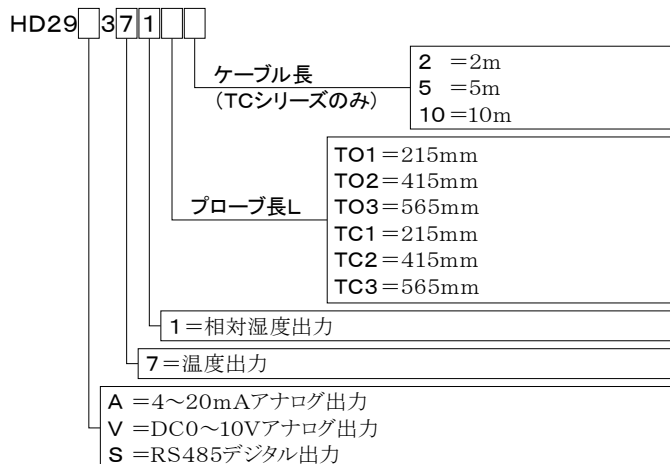 HD29 3 7 1
ケーブル長
(TCシリーズのみ)
2 =2m
5 =5m
10=10m
プローブ長L
TO1=215mm
TO2=415mm
TO3=565mm
TC1=215mm
TC2=415mm
TC3=565mm
1=相対湿度出力
7=温度出力
A =4～20mAアナログ出力
V =DC0～10Vアナログ出力
S =RS485デジタル出力